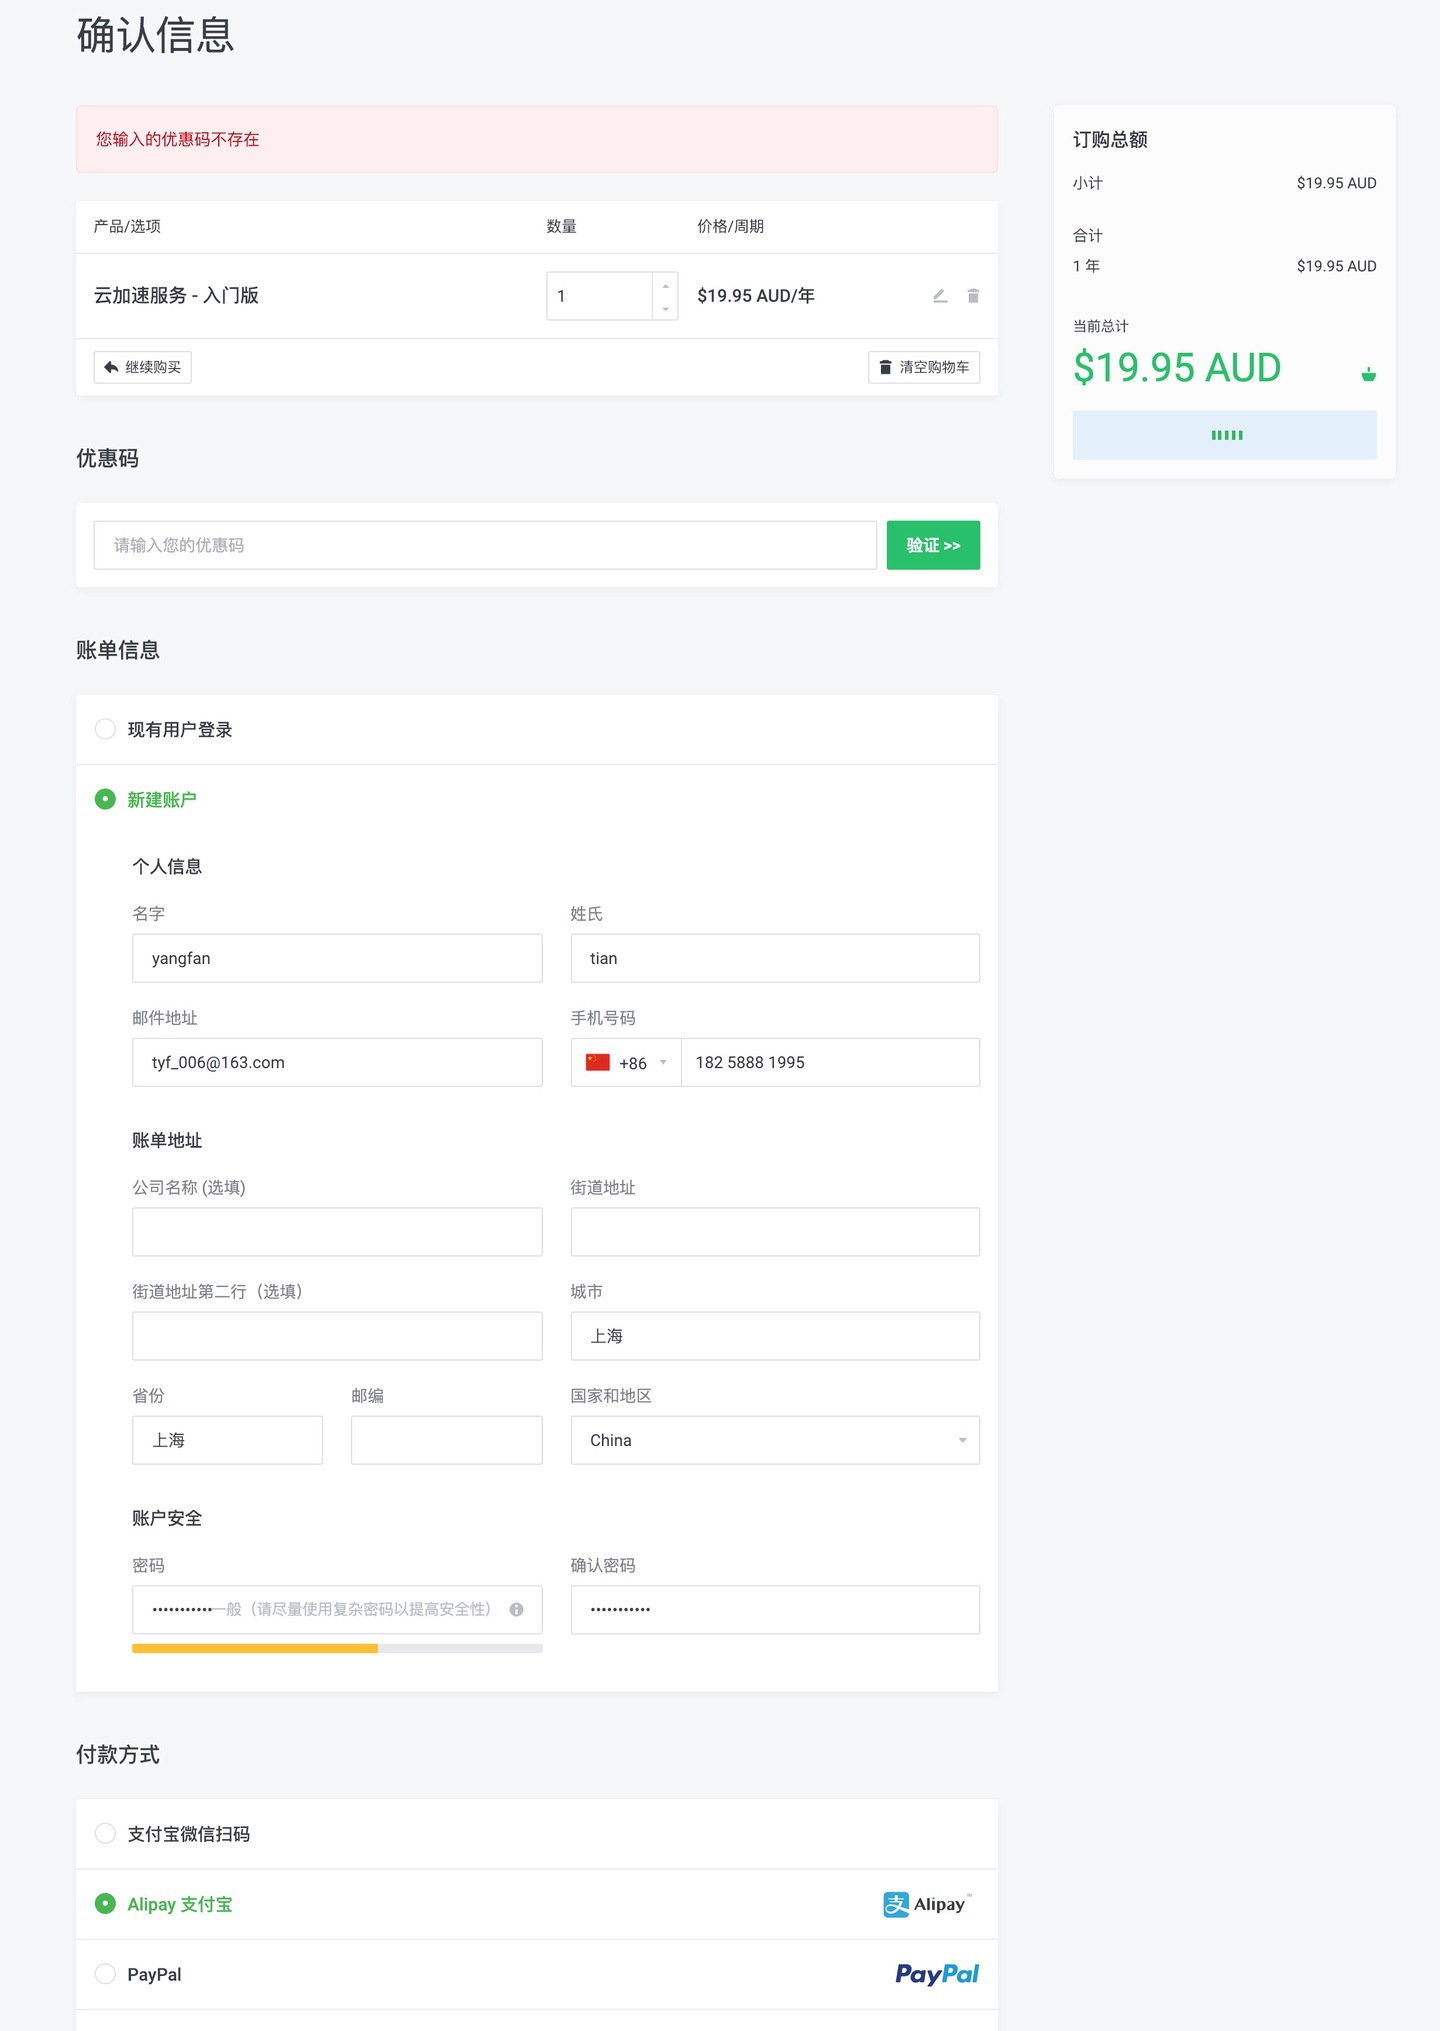 确认信息
您输入的优惠码不存在
产品/选项 数量 价格/周期
云加速服务 - 入门版 1 $19.95 AUD/年
继续购买 清空购物车
订购总额
小计 $19.95 AUD
合计
1 年 $19.95 AUD
当前总计
$19.95 AUD
优惠码
请输入您的优惠码 验证 >>
账单信息
现有用户登录
新建账户
个人信息
名字 姓氏
yangfan tian
邮件地址 手机号码
tyf_006@163.com +86 182 5888 1995
账单地址
公司名称 (选填) 街道地址
街道地址第二行（选填） 城市
上海
省份 邮编 国家和地区
上海 China
账户安全
密码 确认密码
•••••••••••一般（请尽量使用复杂密码以提高安全性） •••••••••••
付款方式
支付宝微信扫码
Alipay 支付宝 支 Alipay™
PayPal PayPal